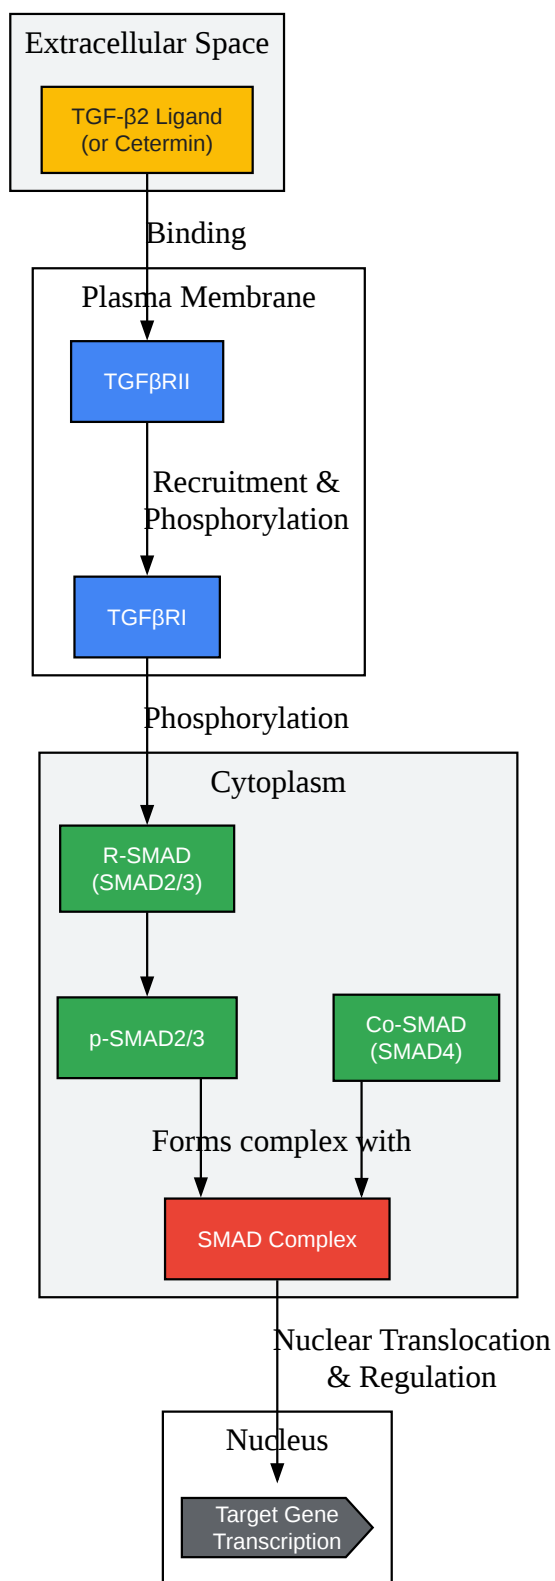 Extracellular Space
TGF-β2 Ligand
(or Cetermin)
Binding
Plasma Membrane
TGFβRII
Recruitment &
Phosphorylation
TGFβRI
Phosphorylation
Cytoplasm
R-SMAD
(SMAD2/3)
p-SMAD2/3
Co-SMAD
(SMAD4)
Forms complex with
SMAD Complex
Nuclear Translocation
& Regulation
Nucleus
Target Gene
Transcription